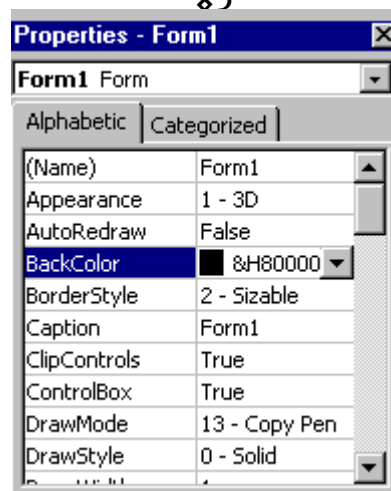 Properties - Form1
Form1 Form
Alphabetic Categorized
(Name) Form1
Appearance 1 - 3D
AutoRedraw False
BackColor &H80000
BorderStyle 2 - Sizable
Caption Form1
ClipControls True
ControlBox True
DrawMode 13 - Copy Pen
DrawStyle 0 - Solid